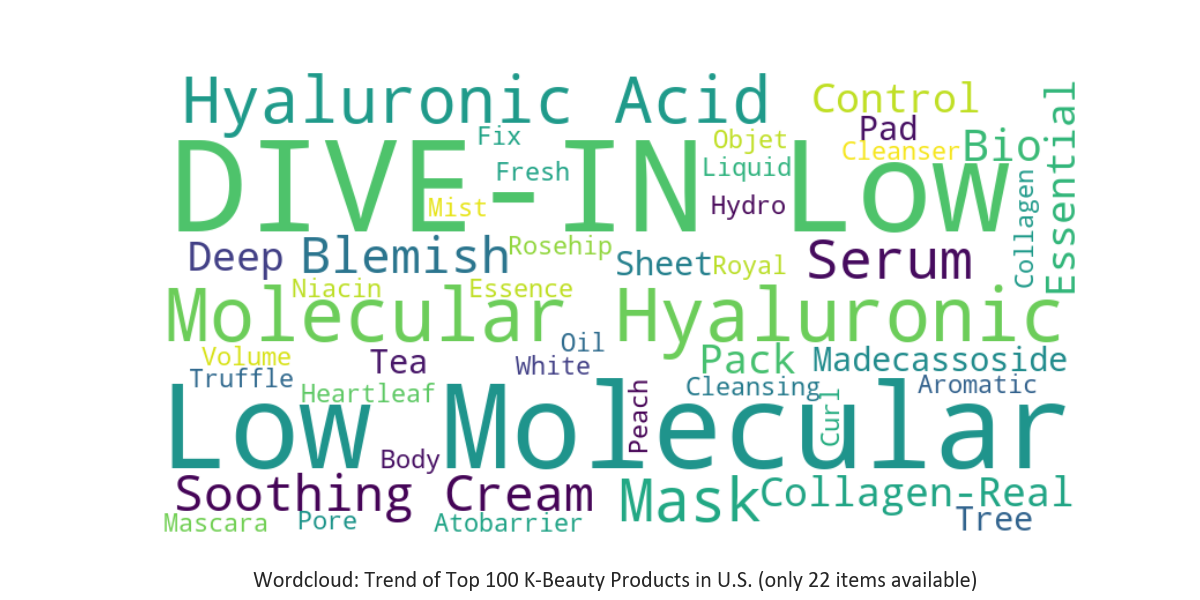 Hyaluronic Acid
Control
Essential
Fix
Objet
Pad
Cleanser
Bio
DIVE-IN Low
Fresh
Liquid
Collagen
Mist
Hydro
Deep
Blemish
Rosehip
Sheet
Royal
Serum
Niacin
Essence
Molecular Hyaluronic
Volume
Tea
Oil
White
Pack
Madecassoside
Truffle
Heartleaf
Peach
Cleansing
Curl
Aromatic
Low Molecular
Body
Soothing Cream
Mask
Collagen-Real
Mascara
Pore
Atobarrier
Tree
Wordcloud: Trend of Top 100 K-Beauty Products in U.S. (only 22 items available)